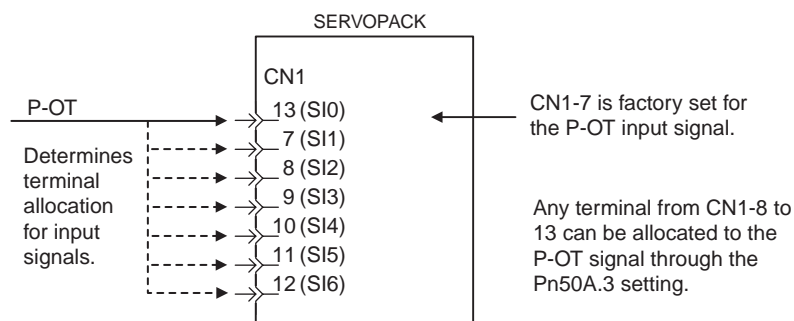 SERVOPACK
CN1
P-OT
13 (SI0)
7 (SI1)
8 (SI2)
9 (SI3)
10 (SI4)
11 (SI5)
12 (SI6)
Determines
terminal
allocation
for input
signals.
CN1-7 is factory set for
the P-OT input signal.
Any terminal from CN1-8 to
13 can be allocated to the
P-OT signal through the
Pn50A.3 setting.